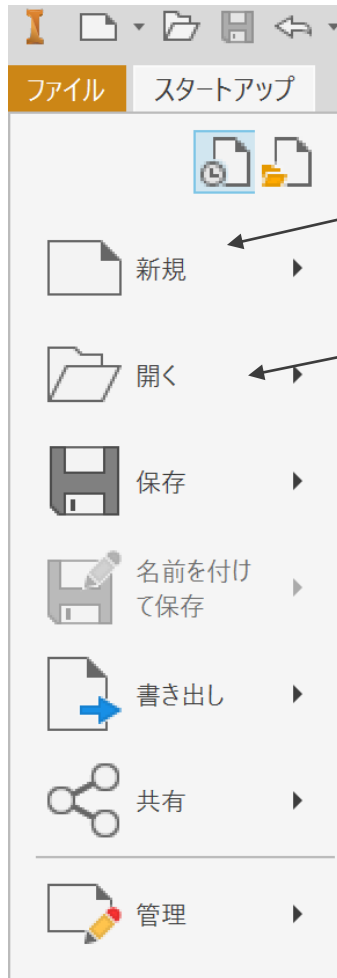 ファイル スタートアップ
新規
開く
保存
名前を付け
て保存
書き出し
共有
管理